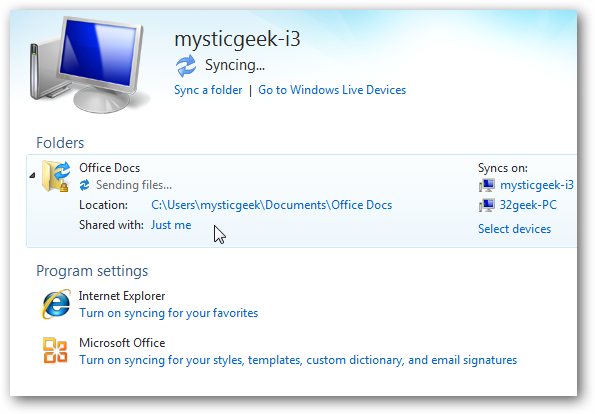 mysticgeek-i3
Syncing...
Sync a folder | Go to Windows Live Devices
Folders
Office Docs
Sending files...
Location: C:\Users\mysticgeek\Documents\Office Docs
Shared with: Just me
Syncs on:
mysticgeek-i3
32geek-PC
Select devices
Program settings
Internet Explorer
Turn on syncing for your favorites
Microsoft Office
Turn on syncing for your styles, templates, custom dictionary, and email signatures